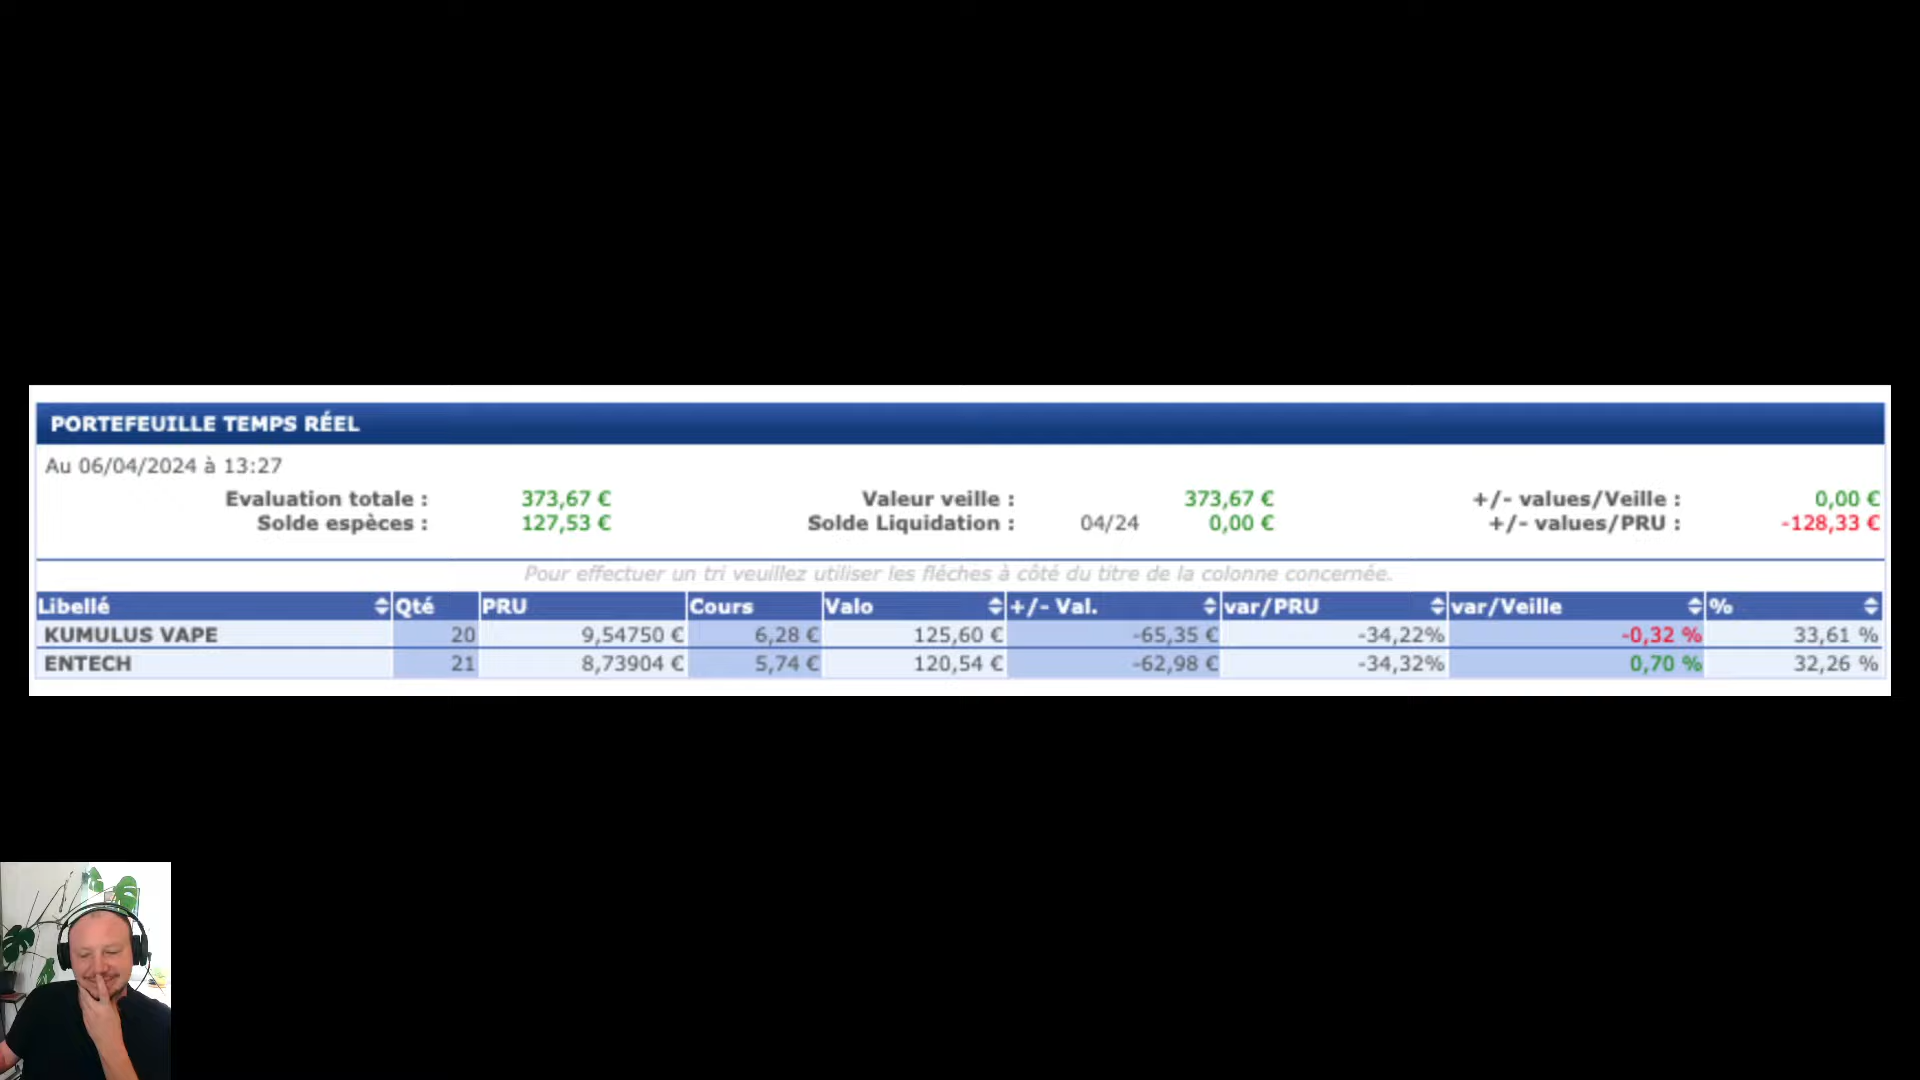 PORTEFEUILLE TEMPS RÉEL
Au 06/04/2024 à 13:27
Evaluation totale : 373,67 € Valeur veille : 373,67 € +/- values/Veille : 0,00 €
Solde espèces : 127,53 € Solde Liquidation : 04/24 0,00 € +/- values/PRU : -128,33 €
Pour effectuer un tri veuillez utiliser les flêches à côté du titre de la colonne concernée.
Libellé Qté PRU Cours Valo +/- Val. var/PRU var/Veille %
KUMULUS VAPE 20 9,54750 € 6,28 € 125,60 € -65,35 € -34,22% -0,32 % 33,61 %
ENTECH 21 8,73904 € 5,74 € 120,54 € -62,98 € -34,32% 0,70 % 32,26 %